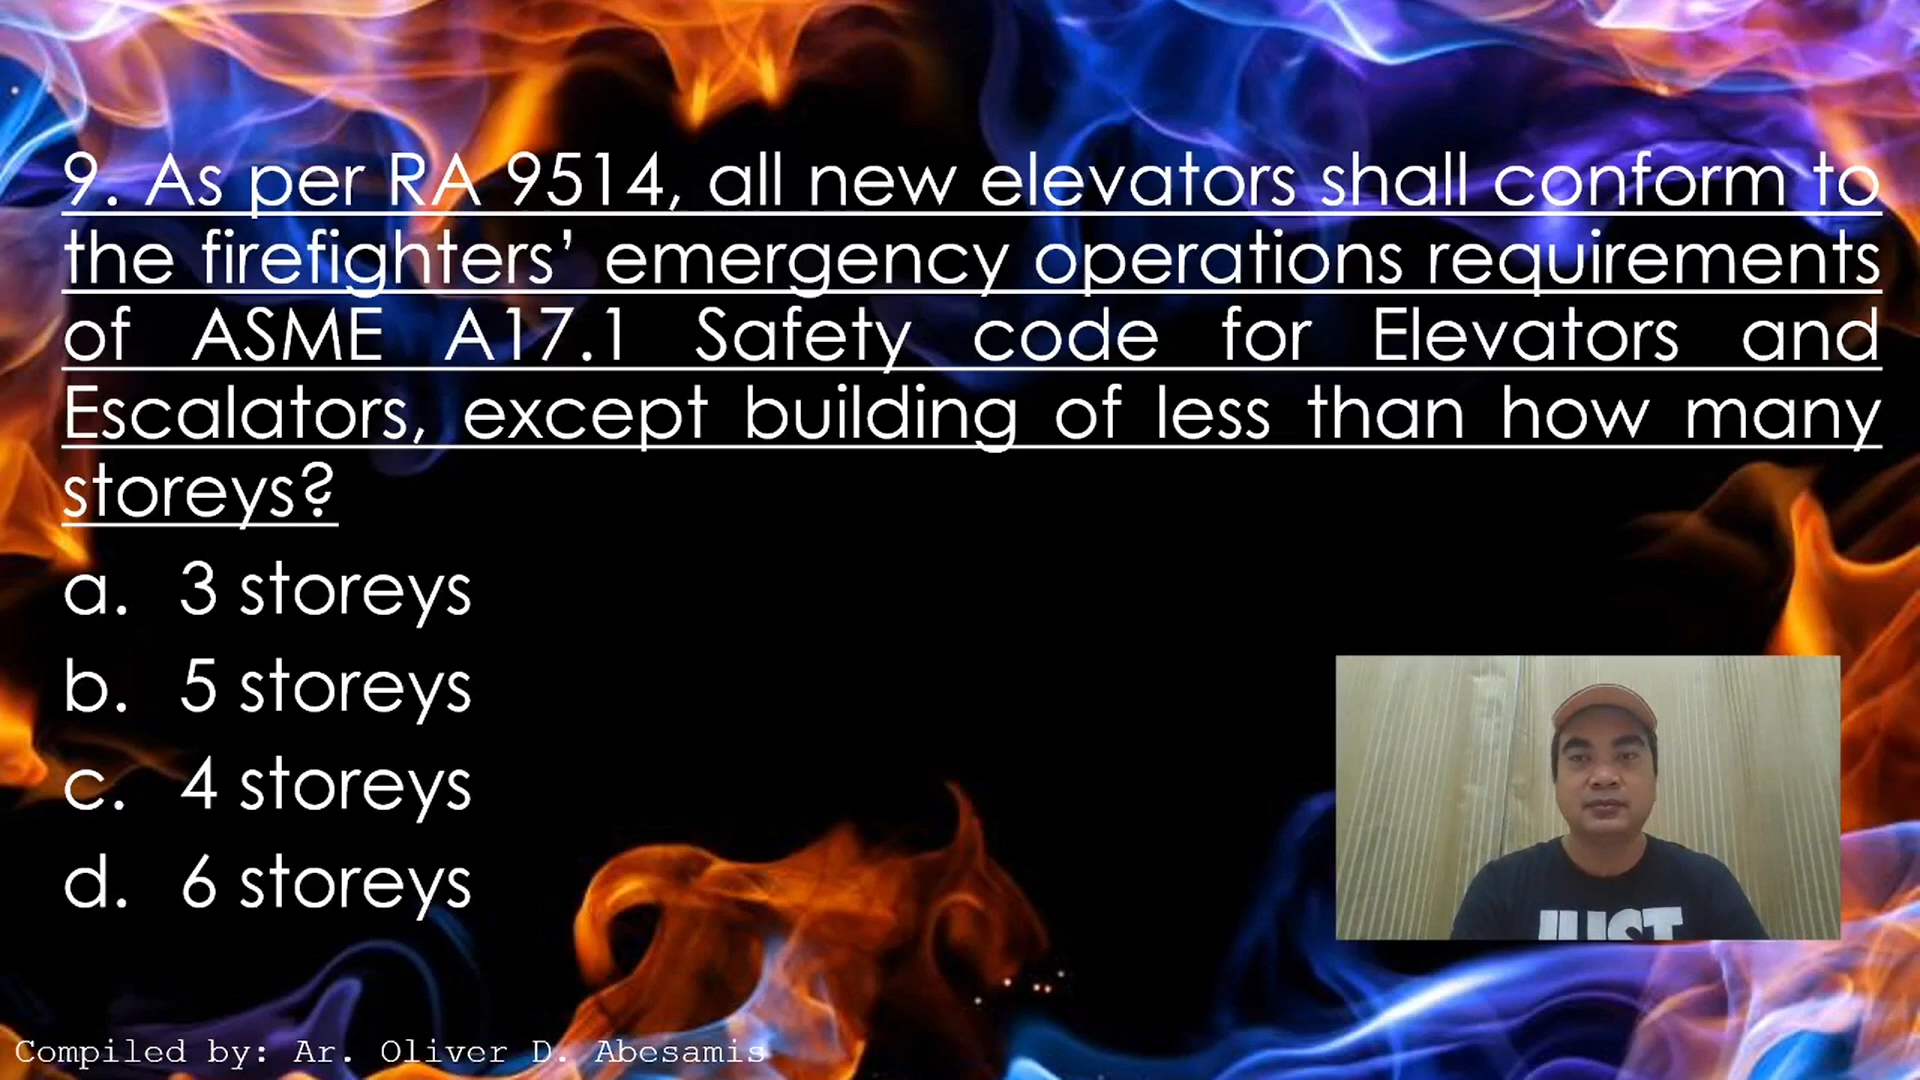 9. As per RA 9514, all new elevators shall conform to
the firefighters’ emergency operations requirements
of ASME A17.1 Safety code for Elevators and
Escalators, except building of less than how many
storeys?
a. 3 storeys
b. 5 storeys
c. 4 storeys
d. 6 storeys
JUST
Compiled by: Ar. Oliver D. Abesamis